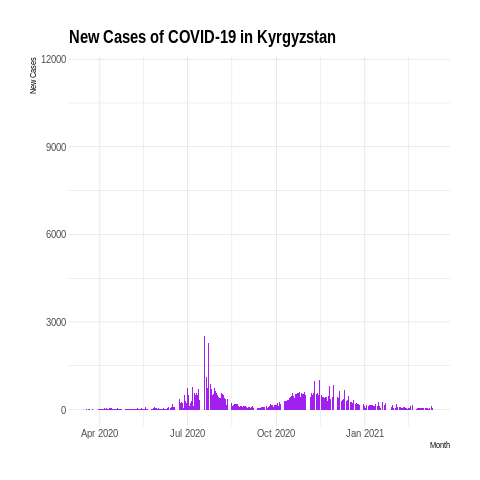 New Cases of COVID-19 in Kyrgyzstan
New Cases
12000
9000
6000
3000
0
Apr 2020 Jul 2020 Oct 2020 Jan 2021
Month